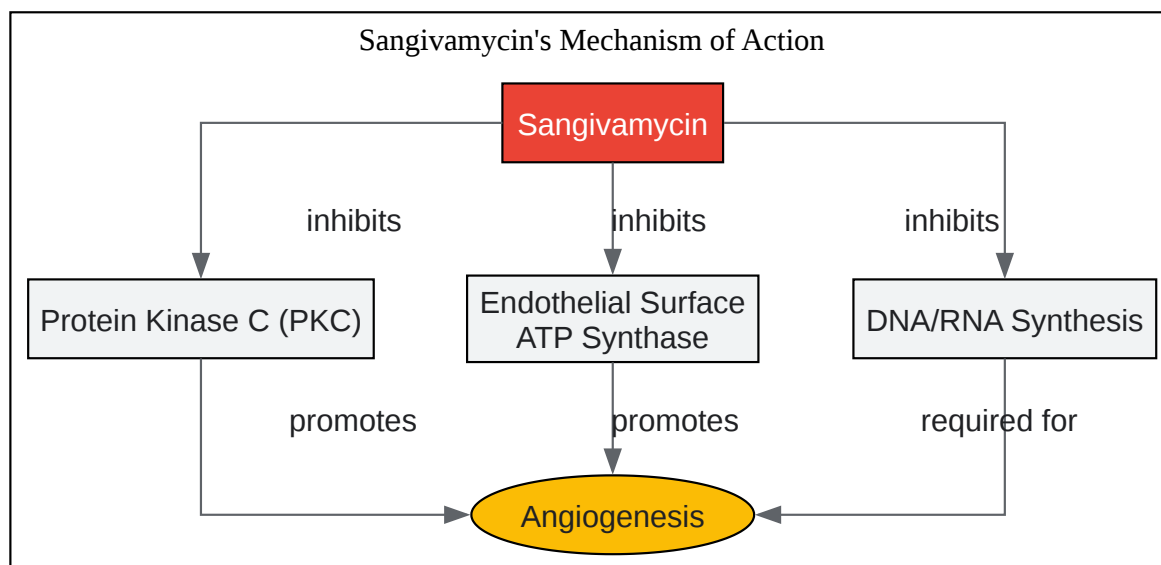 Sangivamycin's Mechanism of Action
Sangivamycin
inhibits
inhibits
inhibits
Protein Kinase C (PKC)
Endothelial Surface
ATP Synthase
DNA/RNA Synthesis
promotes
promotes
required for
Angiogenesis